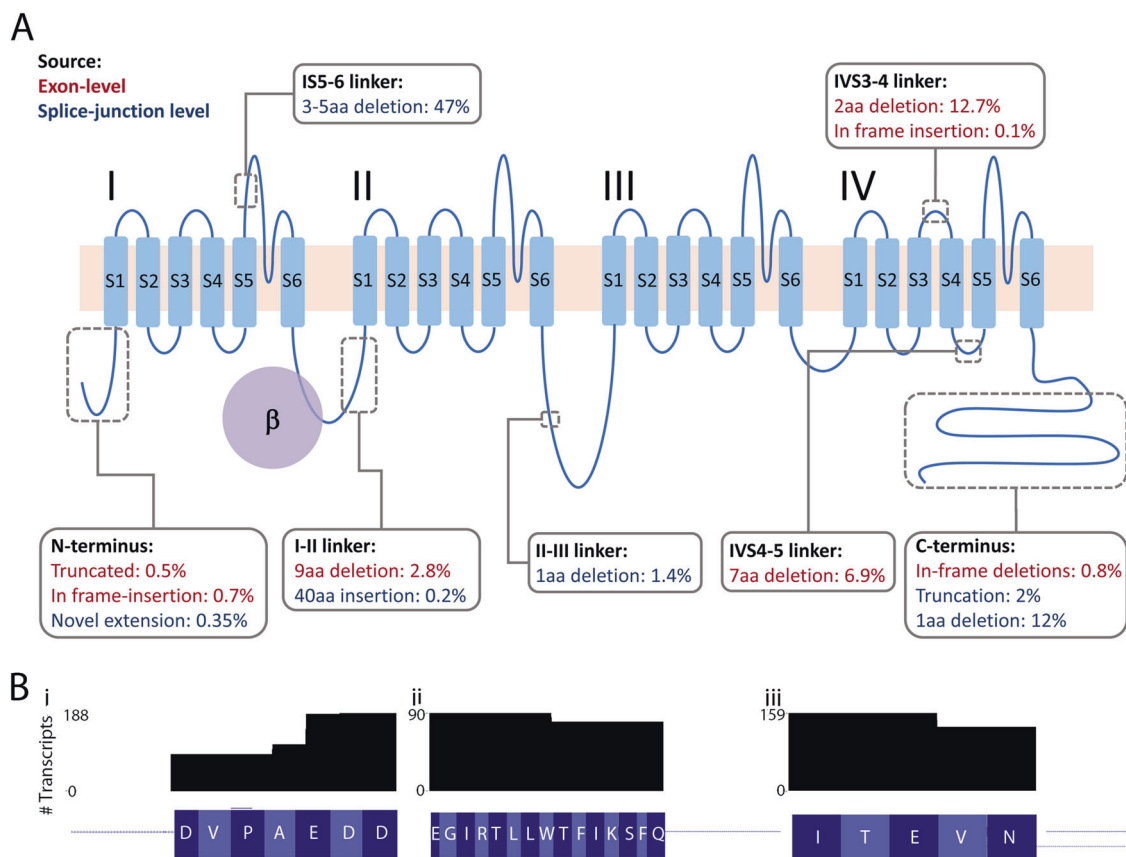 A
Source:
Exon-level
Splice-junction level
IS5-6 linker:
3-5aa deletion: 47%
IVS3-4 linker:
2aa deletion: 12.7%
In frame insertion: 0.1%
I II III IV
S1 S2 S3 S4 S5 S6 S1 S2 S3 S4 S5 S6 S1 S2 S3 S4 S5 S6 S1 S2 S3 S4 S5 S6
β
N-terminus:
Truncated: 0.5%
In frame-insertion: 0.7%
Novel extension: 0.35%
I-II linker:
9aa deletion: 2.8%
40aa insertion: 0.2%
II-III linker:
1aa deletion: 1.4%
IVS4-5 linker:
7aa deletion: 6.9%
C-terminus:
In-frame deletions: 0.8%
Truncation: 2%
1aa deletion: 12%
B
# Transcripts
i
188
0
D V P A E D D
ii
90
0
E G I R T L L W T F I K S F Q
iii
159
0
I T E V N